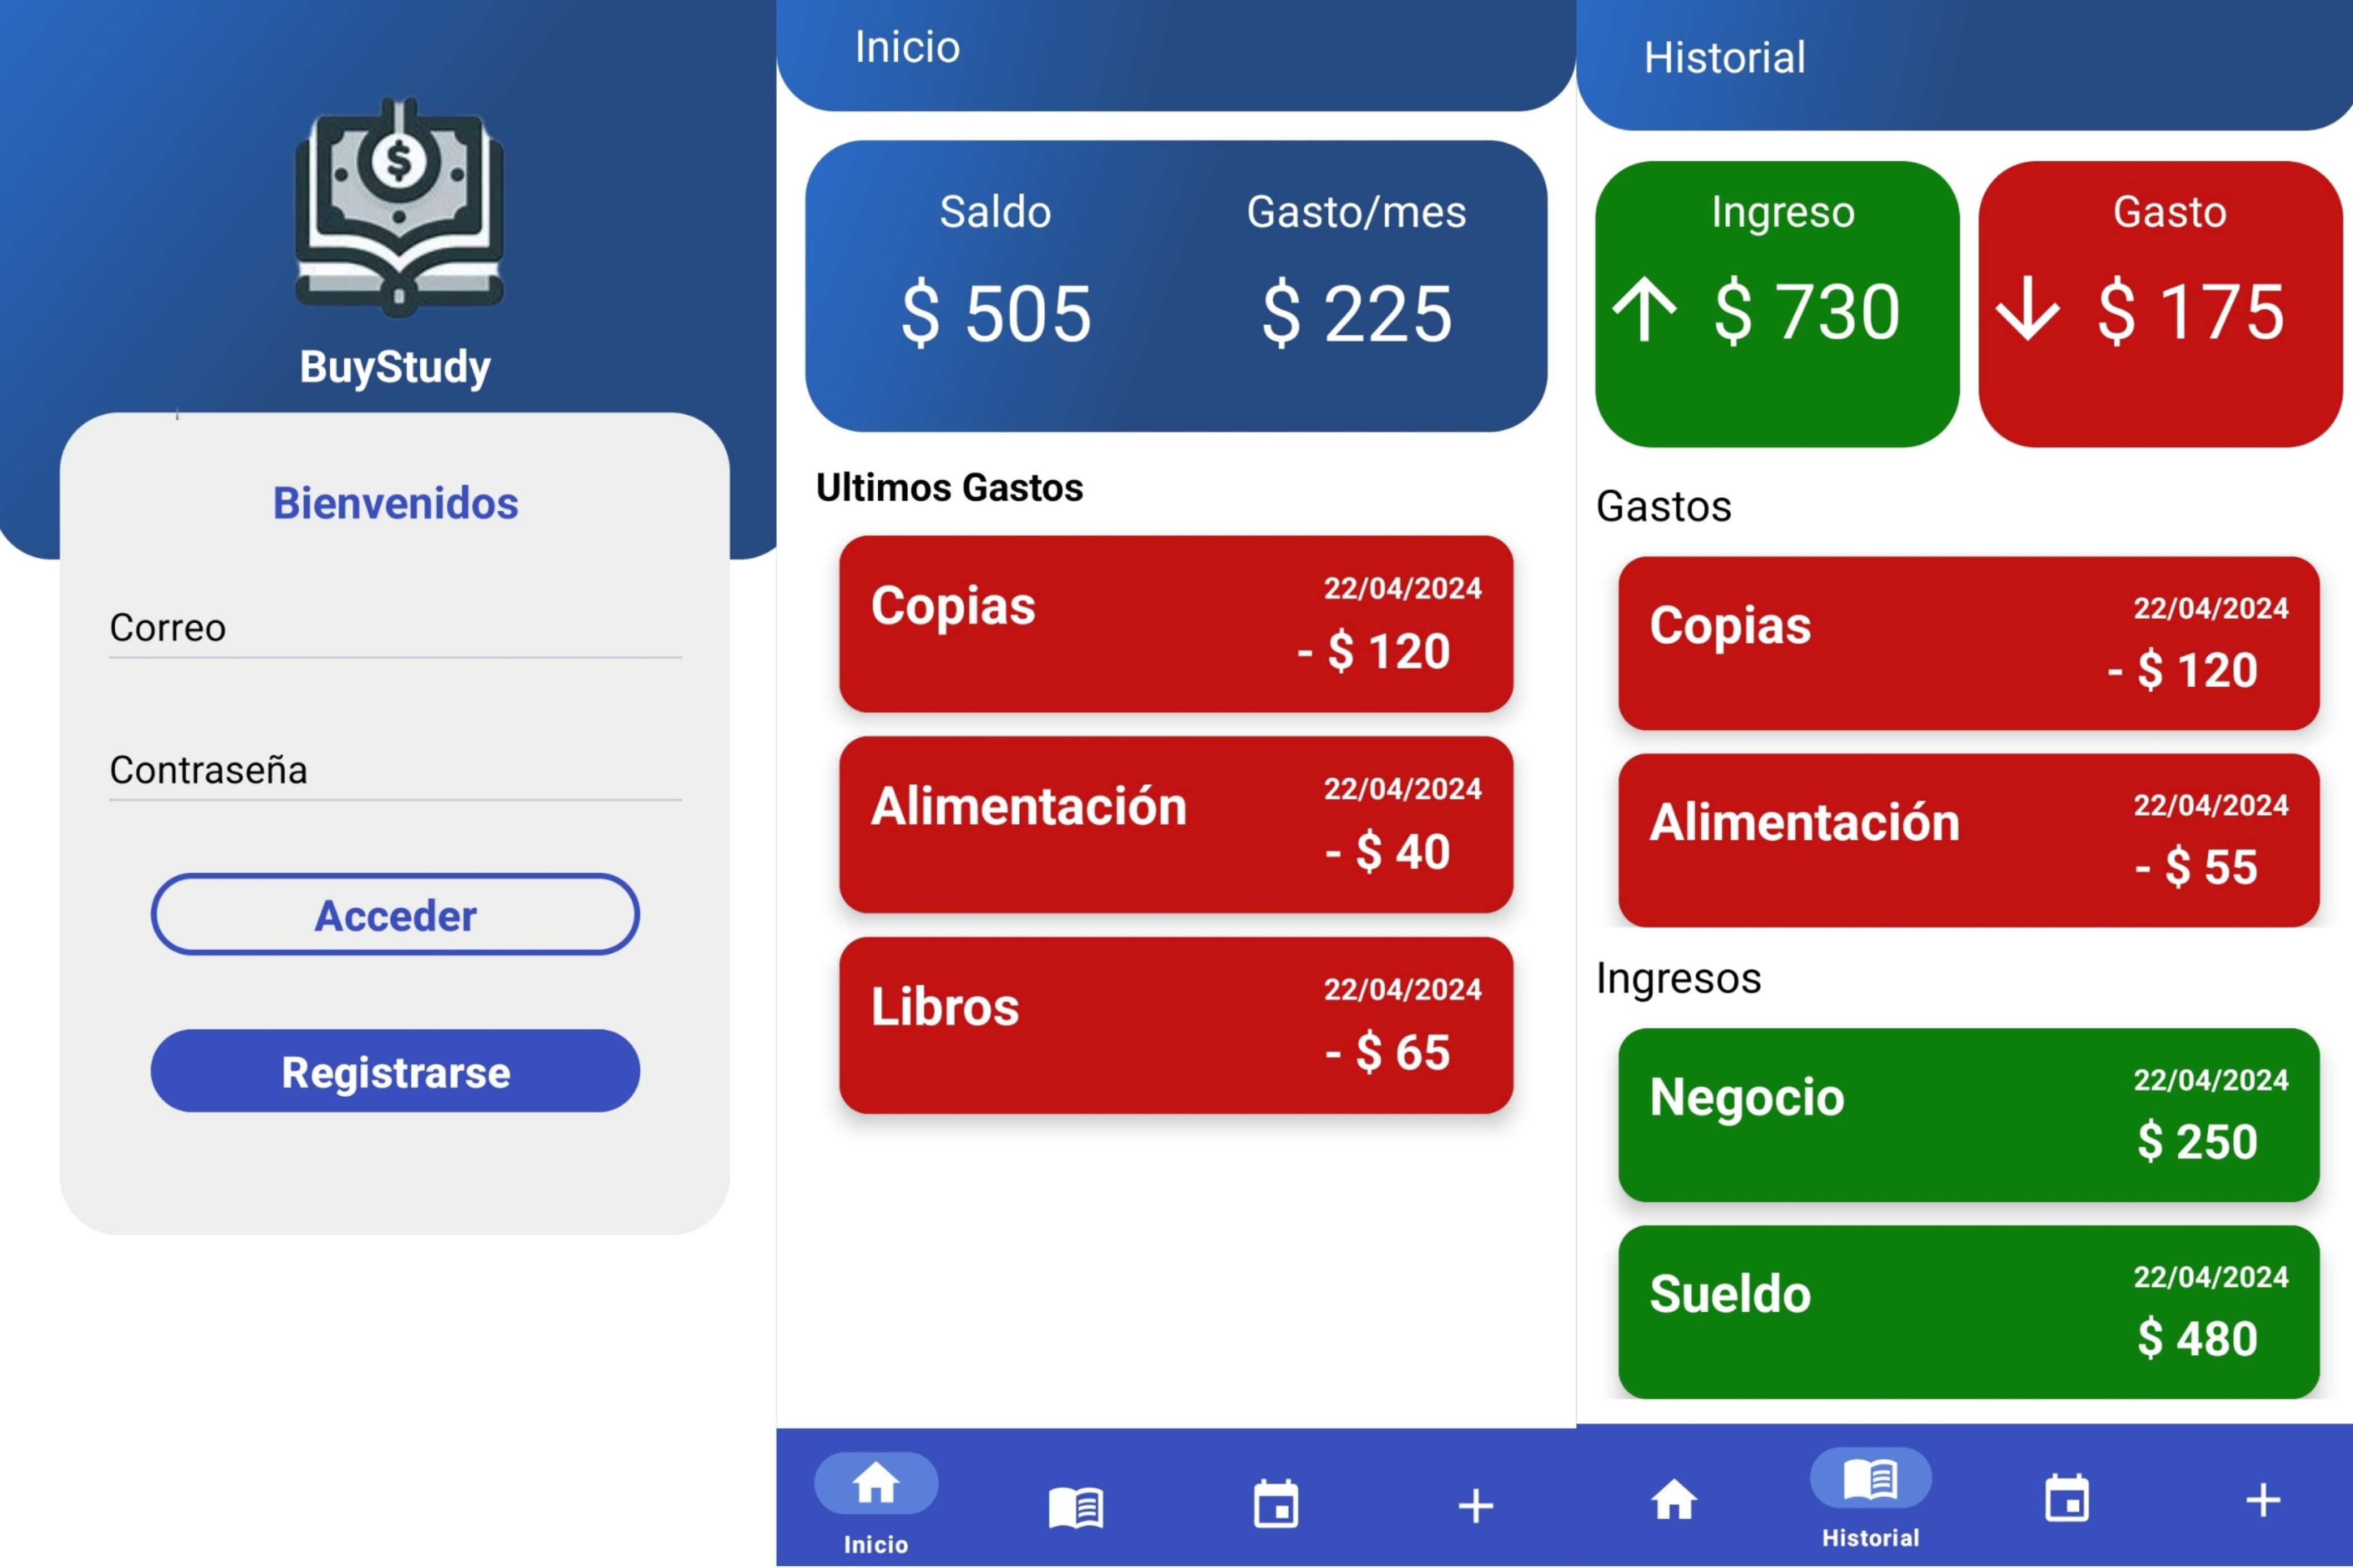 $
BuyStudy
Bienvenidos
Correo
Contraseña
Acceder
Registrarse
Inicio
Saldo Gasto/mes
$ 505 $ 225
Ultimos Gastos
Copias 22/04/2024
- $ 120
Alimentación 22/04/2024
- $ 40
Libros 22/04/2024
- $ 65
Inicio
Historial
Ingreso
$ 730
Gasto
$ 175
Gastos
Copias 22/04/2024
- $ 120
Alimentación 22/04/2024
- $ 55
Ingresos
Negocio 22/04/2024
$ 250
Sueldo 22/04/2024
$ 480
Historial